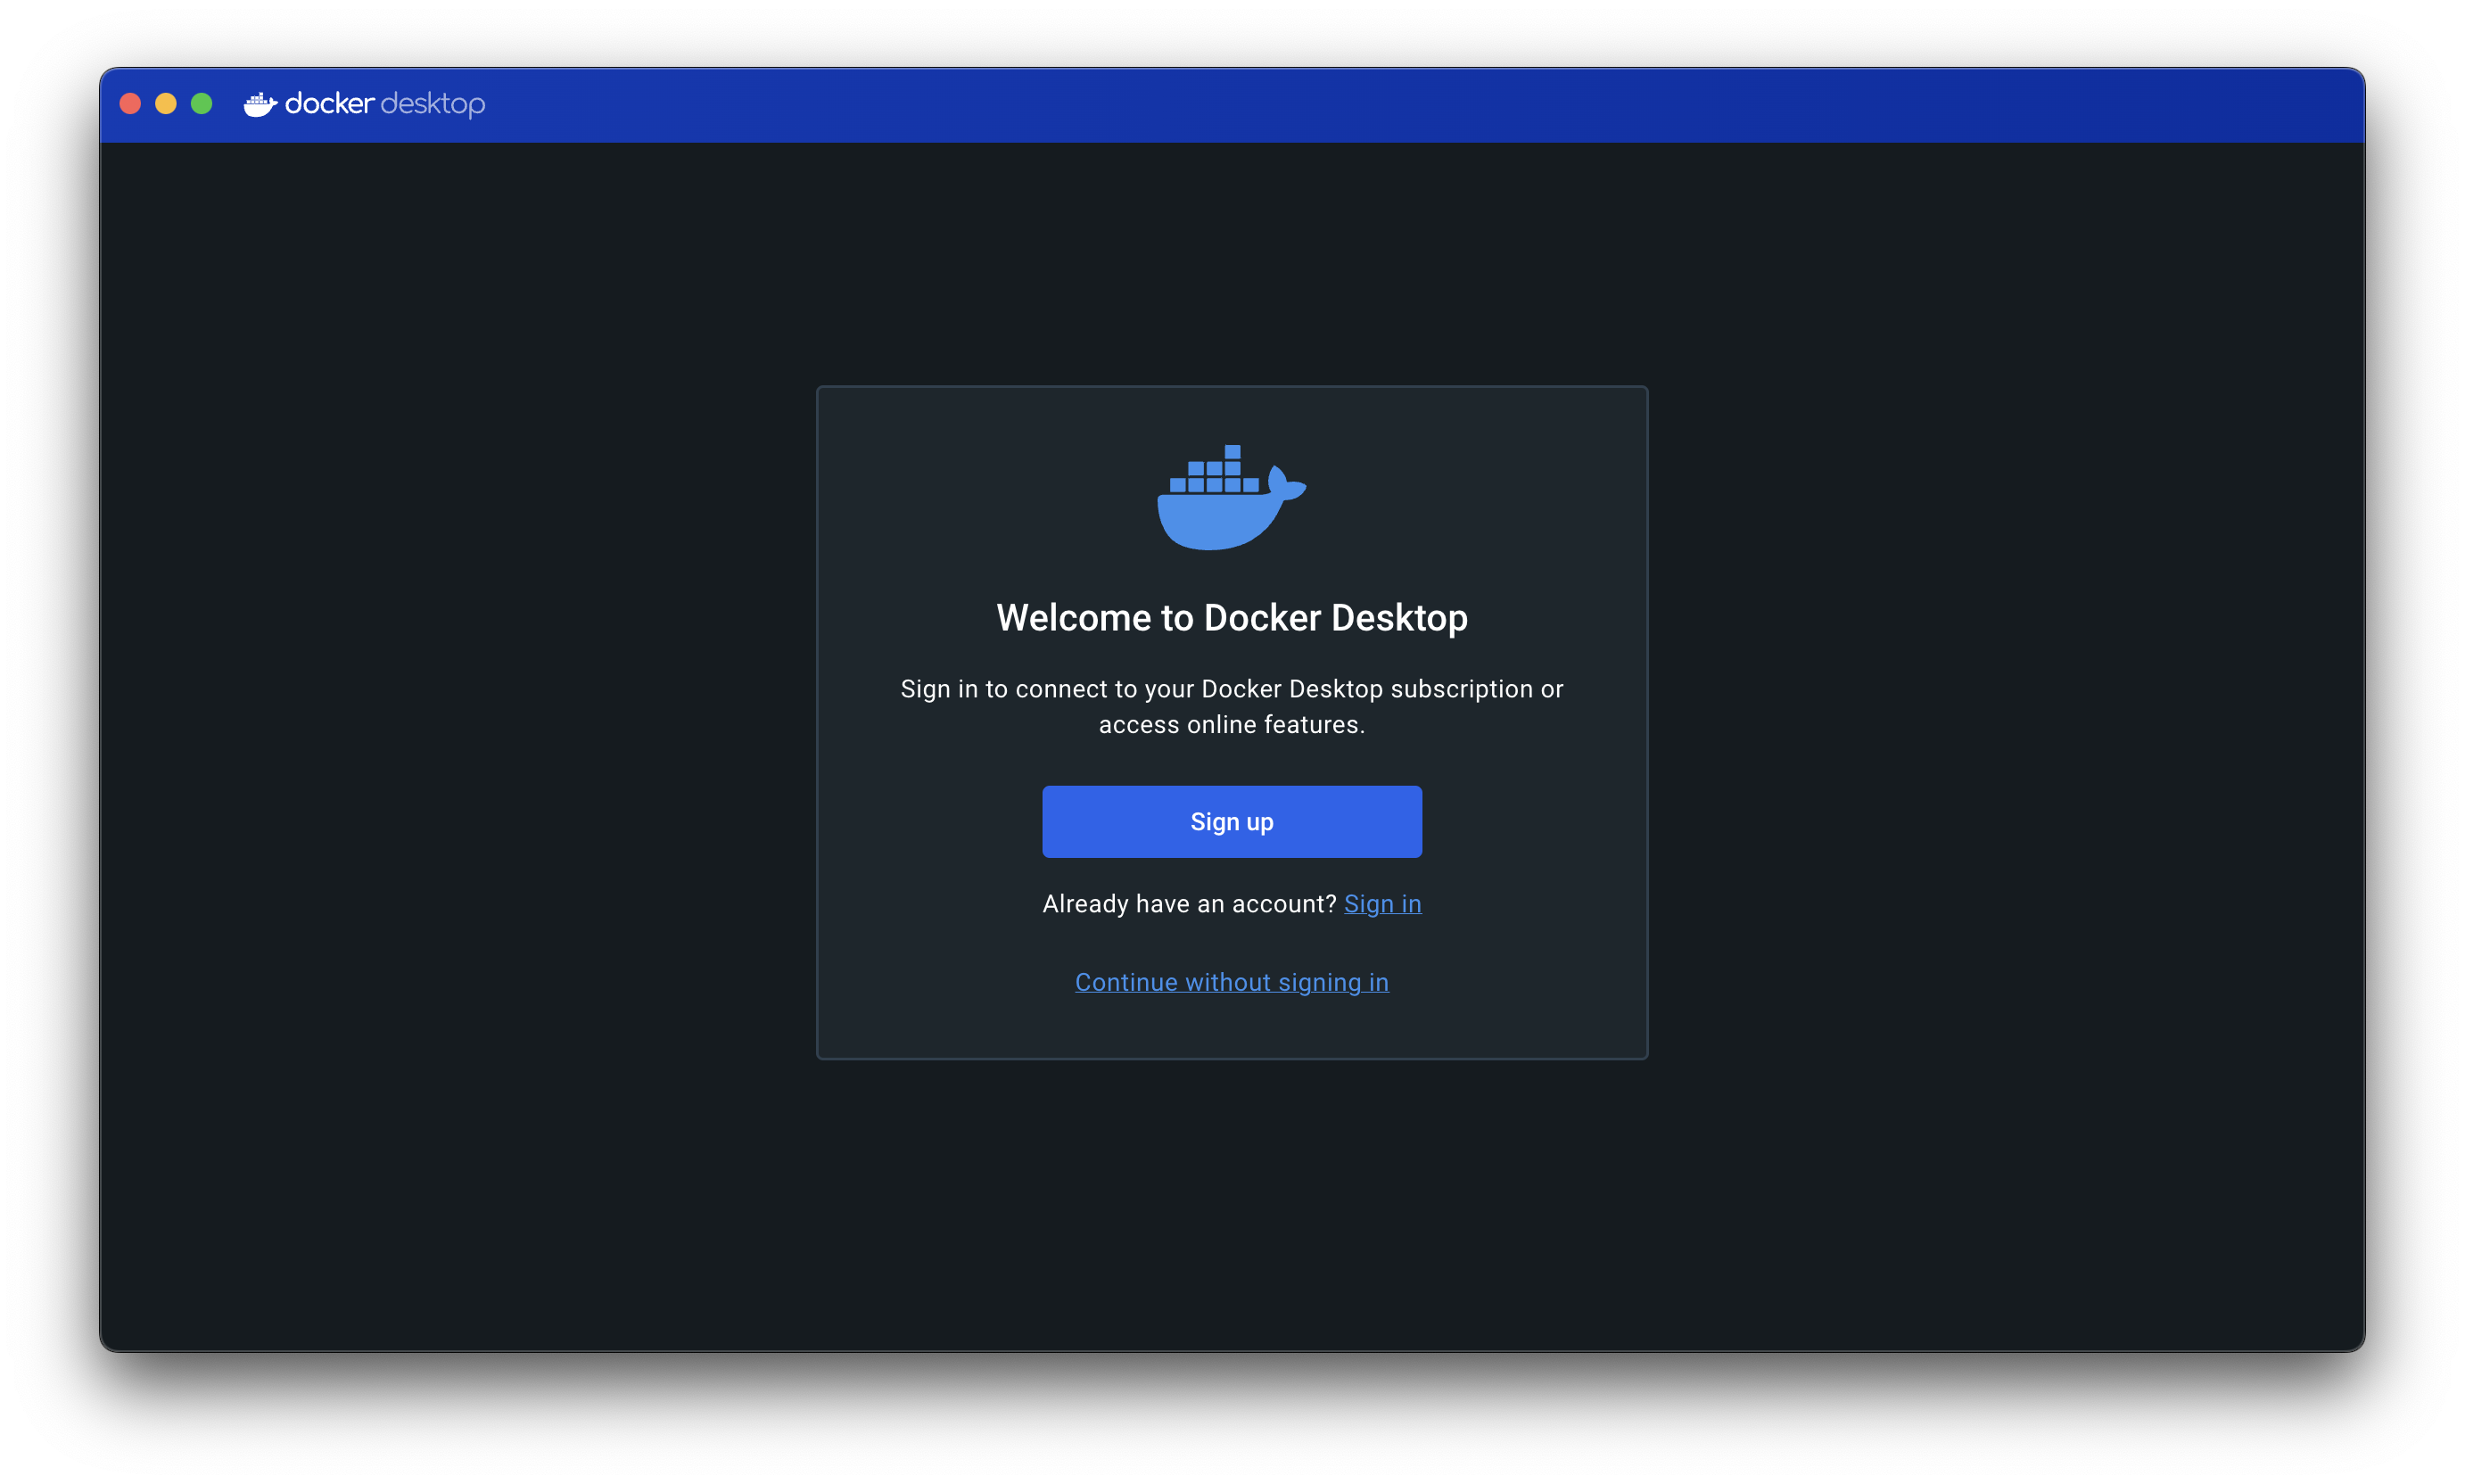 docker desktop
Welcome to Docker Desktop
Sign in to connect to your Docker Desktop subscription or
access online features.
Sign up
Already have an account? Sign in
Continue without signing in